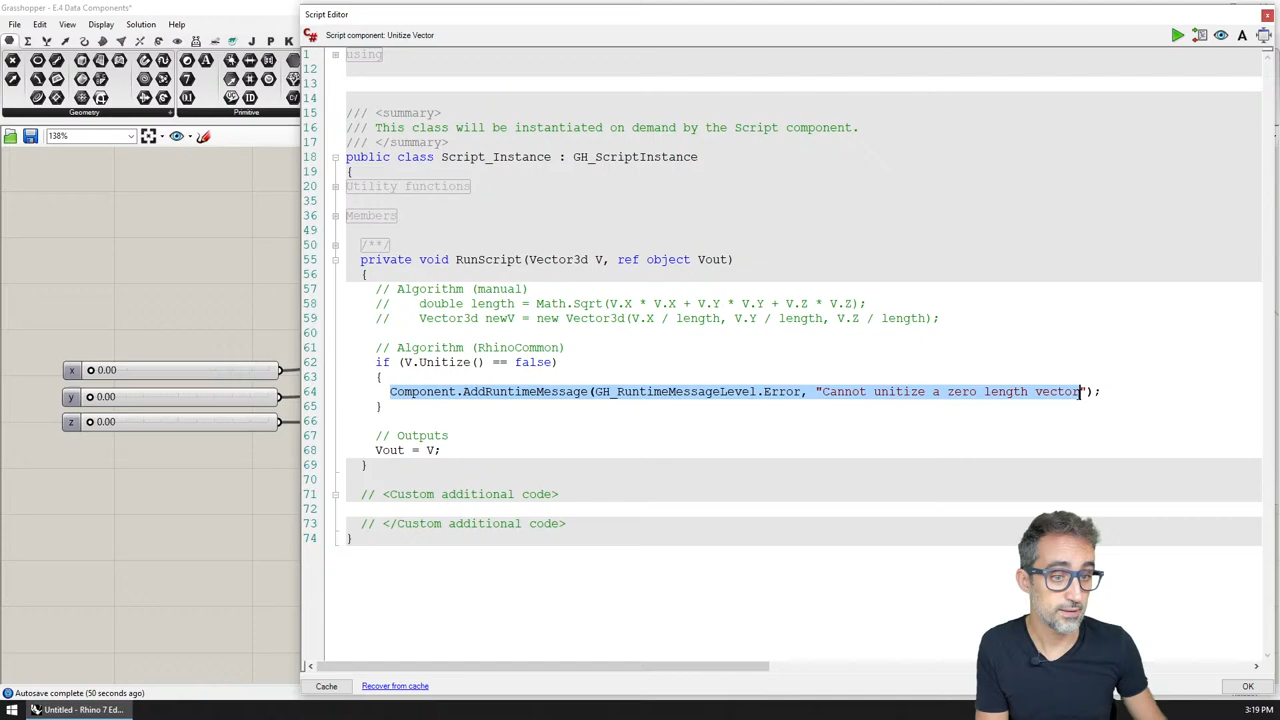 Grasshopper - E.4 Data Components*
File Edit View Display Solution Help
J P K
Geometry
Primitive
138%
x 0.00
y 0.00
z 0.00
Autosave complete (50 seconds ago)
Untitled - Rhino 7 Ed...
Script Editor
C# Script component: Unitize Vector
1 using
12
13
14
15 /// <summary>
16 /// This class will be instantiated on demand by the Script component.
17 /// </summary>
18 public class Script_Instance : GH_ScriptInstance
19 {
20 Utility functions
35
36 Members
49
50 /**/
55 private void RunScript(Vector3d V, ref object Vout)
56 {
57 // Algorithm (manual)
58 // double length = Math.Sqrt(V.X * V.X + V.Y * V.Y + V.Z * V.Z);
59 // Vector3d newV = new Vector3d(V.X / length, V.Y / length, V.Z / length);
60
61 // Algorithm (RhinoCommon)
62 if (V.Unitize() == false)
63 {
64 Component.AddRuntimeMessage(GH_RuntimeMessageLevel.Error, "Cannot unitize a zero length vector");
65 }
66
67 // Outputs
68 Vout = V;
69 }
70
71 // <Custom additional code>
72
73 // </Custom additional code>
74 }
Cache Recover from cache OK
3:19 PM